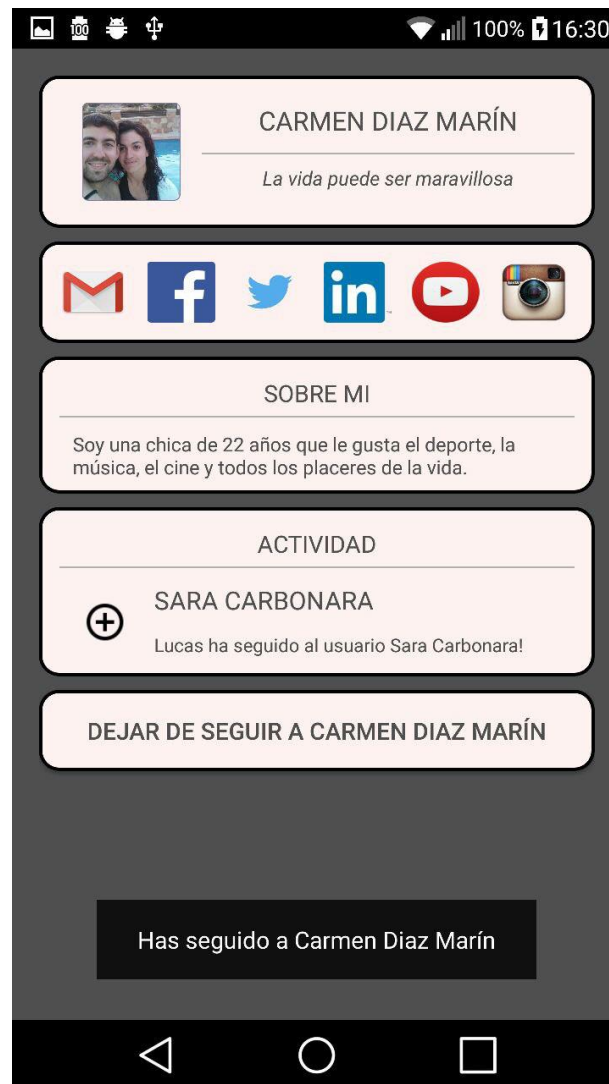 100
100% 16:30
CARMEN DIAZ MARÍN
La vida puede ser maravillosa
f
in
SOBRE MI
Soy una chica de 22 años que le gusta el deporte, la
música, el cine y todos los placeres de la vida.
ACTIVIDAD
SARA CARBONARA
Lucas ha seguido al usuario Sara Carbonara!
DEJAR DE SEGUIR A CARMEN DIAZ MARÍN
Has seguido a Carmen Diaz Marín